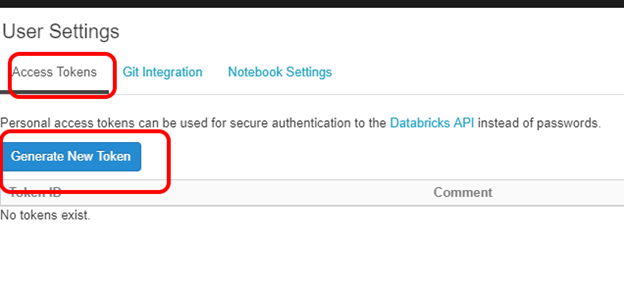 User Settings
Access Tokens Git Integration Notebook Settings
Personal access tokens can be used for secure authentication to the Databricks API instead of passwords.
Generate New Token
Token ID Comment
No tokens exist.